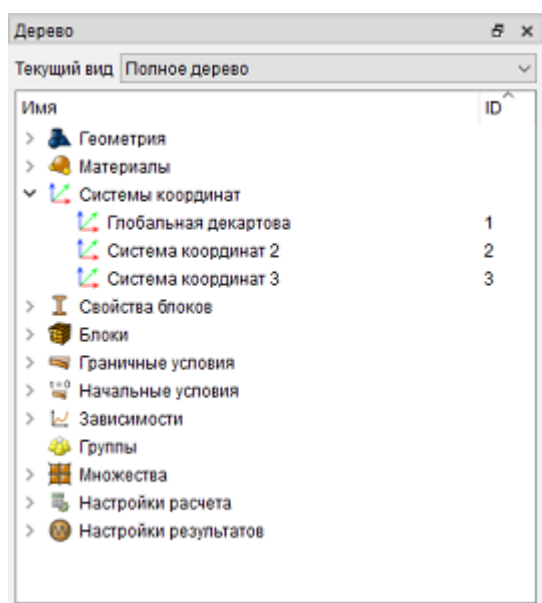 Дерево
Текущий вид Полное дерево
Имя ID
Геометрия
Материалы
Системы координат
Глобальная декартова 1
Система координат 2 2
Система координат 3 3
Свойства блоков
Блоки
Граничные условия
t=0 Начальные условия
Зависимости
Группы
Множества
Настройки расчета
Настройки результатов